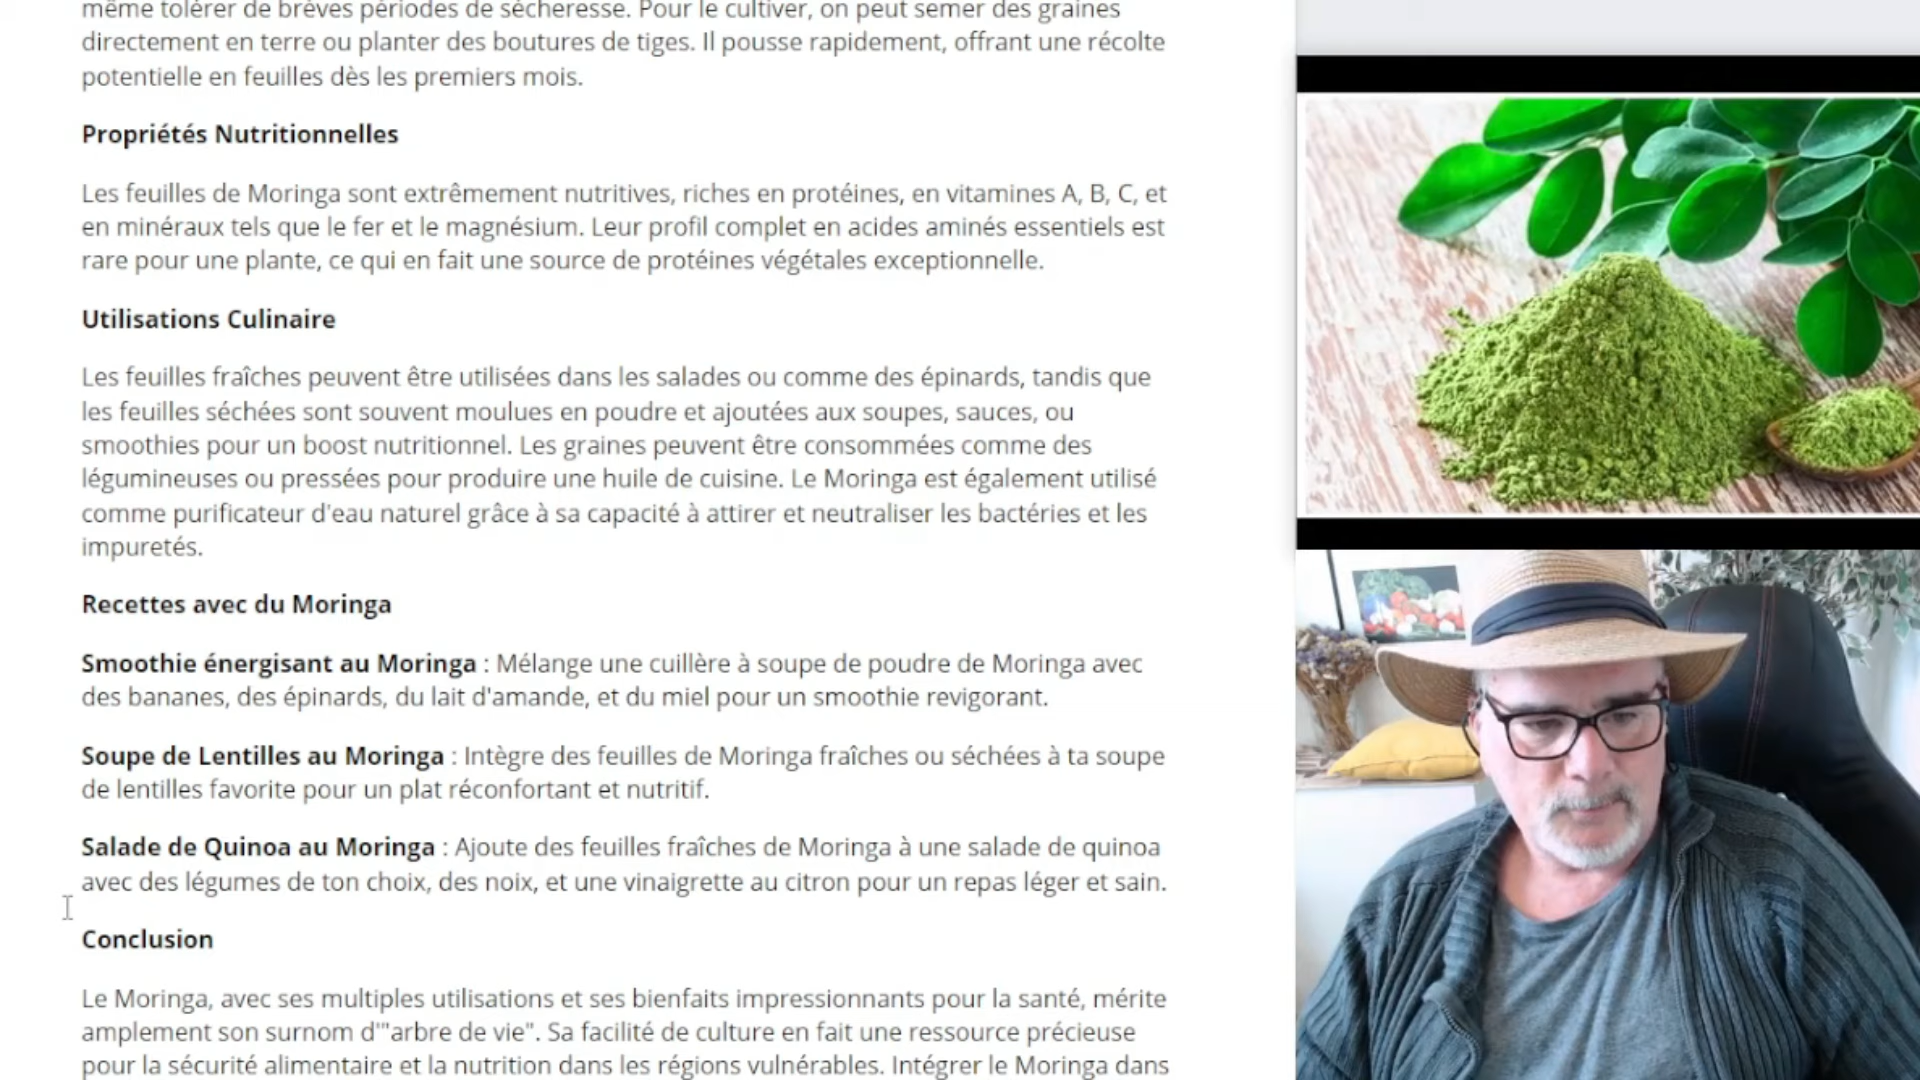 même tolérer de brèves périodes de sécheresse. Pour le cultiver, on peut semer des graines
directement en terre ou planter des boutures de tiges. Il pousse rapidement, offrant une récolte
potentielle en feuilles dès les premiers mois.
Propriétés Nutritionnelles
Les feuilles de Moringa sont extrêmement nutritives, riches en protéines, en vitamines A, B, C, et
en minéraux tels que le fer et le magnésium. Leur profil complet en acides aminés essentiels est
rare pour une plante, ce qui en fait une source de protéines végétales exceptionnelle.
Utilisations Culinaire
Les feuilles fraîches peuvent être utilisées dans les salades ou comme des épinards, tandis que
les feuilles séchées sont souvent moulues en poudre et ajoutées aux soupes, sauces, ou
smoothies pour un boost nutritionnel. Les graines peuvent être consommées comme des
légumineuses ou pressées pour produire une huile de cuisine. Le Moringa est également utilisé
comme purificateur d'eau naturel grâce à sa capacité à attirer et neutraliser les bactéries et les
impuretés.
Recettes avec du Moringa
Smoothie énergisant au Moringa : Mélange une cuillère à soupe de poudre de Moringa avec
des bananes, des épinards, du lait d'amande, et du miel pour un smoothie revigorant.
Soupe de Lentilles au Moringa : Intègre des feuilles de Moringa fraîches ou séchées à ta soupe
de lentilles favorite pour un plat réconfortant et nutritif.
Salade de Quinoa au Moringa : Ajoute des feuilles fraîches de Moringa à une salade de quinoa
avec des légumes de ton choix, des noix, et une vinaigrette au citron pour un repas léger et sain.
Conclusion
Le Moringa, avec ses multiples utilisations et ses bienfaits impressionnants pour la santé, mérite
amplement son surnom d'"arbre de vie". Sa facilité de culture en fait une ressource précieuse
pour la sécurité alimentaire et la nutrition dans les régions vulnérables. Intégrer le Moringa dans